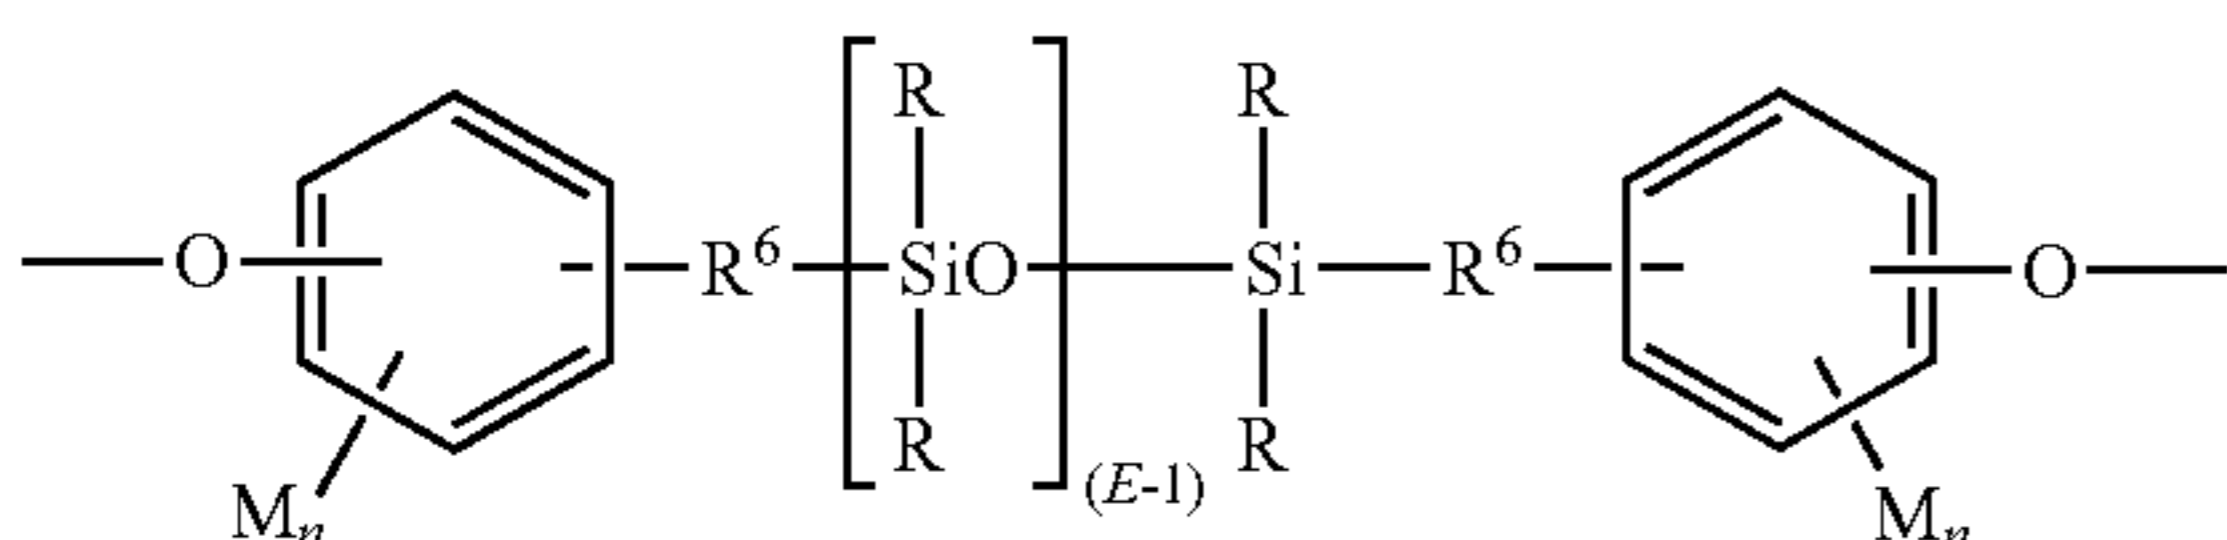 R R
O R⁶ SiO Si R⁶ O
R R
(E-1)
Mₙ Mₙ